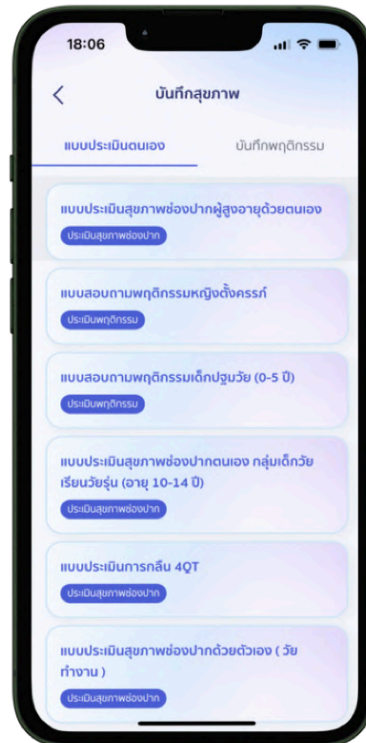 18:06
บันทึกสุขภาพ
แบบประเมินตนเอง
บันทึกพฤติกรรม
แบบประเมินสุขภาพช่องปากผู้สูงอายุด้วยตนเอง
ประเมินสุขภาพช่องปาก
แบบสอบถามพฤติกรรมหญิงตั้งครรภ์
ประเมินพฤติกรรม
แบบสอบถามพฤติกรรมเด็กปฐมวัย (0-5 ปี)
ประเมินพฤติกรรม
แบบประเมินสุขภาพช่องปากตนเอง กลุ่มเด็กวัย
เรียนวัยรุ่น (อายุ 10-14 ปี)
ประเมินสุขภาพช่องปาก
แบบประเมินการกลืน 4QT
ประเมินสุขภาพช่องปาก
แบบประเมินสุขภาพช่องปากด้วยตัวเอง ( วัย
ทำงาน )
ประเมินสุขภาพช่องปาก